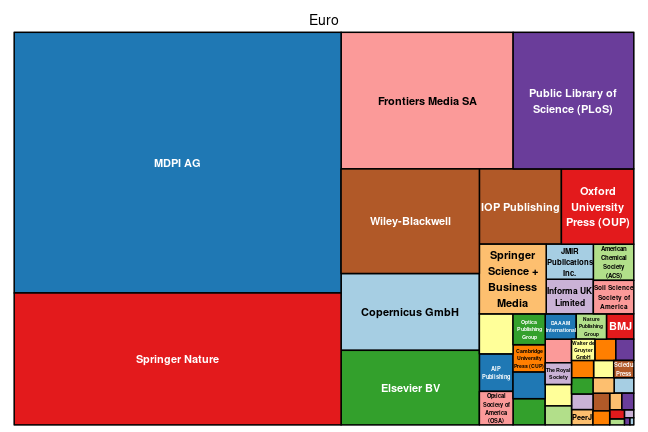 Euro
MDPI AG
Springer Nature
Frontiers Media SA
Public Library of
Science (PLoS)
Wiley-Blackwell
Copernicus GmbH
Elsevier BV
IOP Publishing
Oxford
University
Press (OUP)
Springer
Science +
Business
Media
JMIR
Publications
Inc.
American
Chemical
Society
(ACS)
Informa UK
Limited
Soil Science
Society of
America
AIP
Publishing
Optical
Society of
America
(OSA)
Optica
Publishing
Group
Cambridge
University
Press (CUP)
DAAAM
International
Nature
Publishing
Group
BMJ
The Royal
Society
Walter de
Gruyter
GmbH
Sciedu
Press
PeerJ